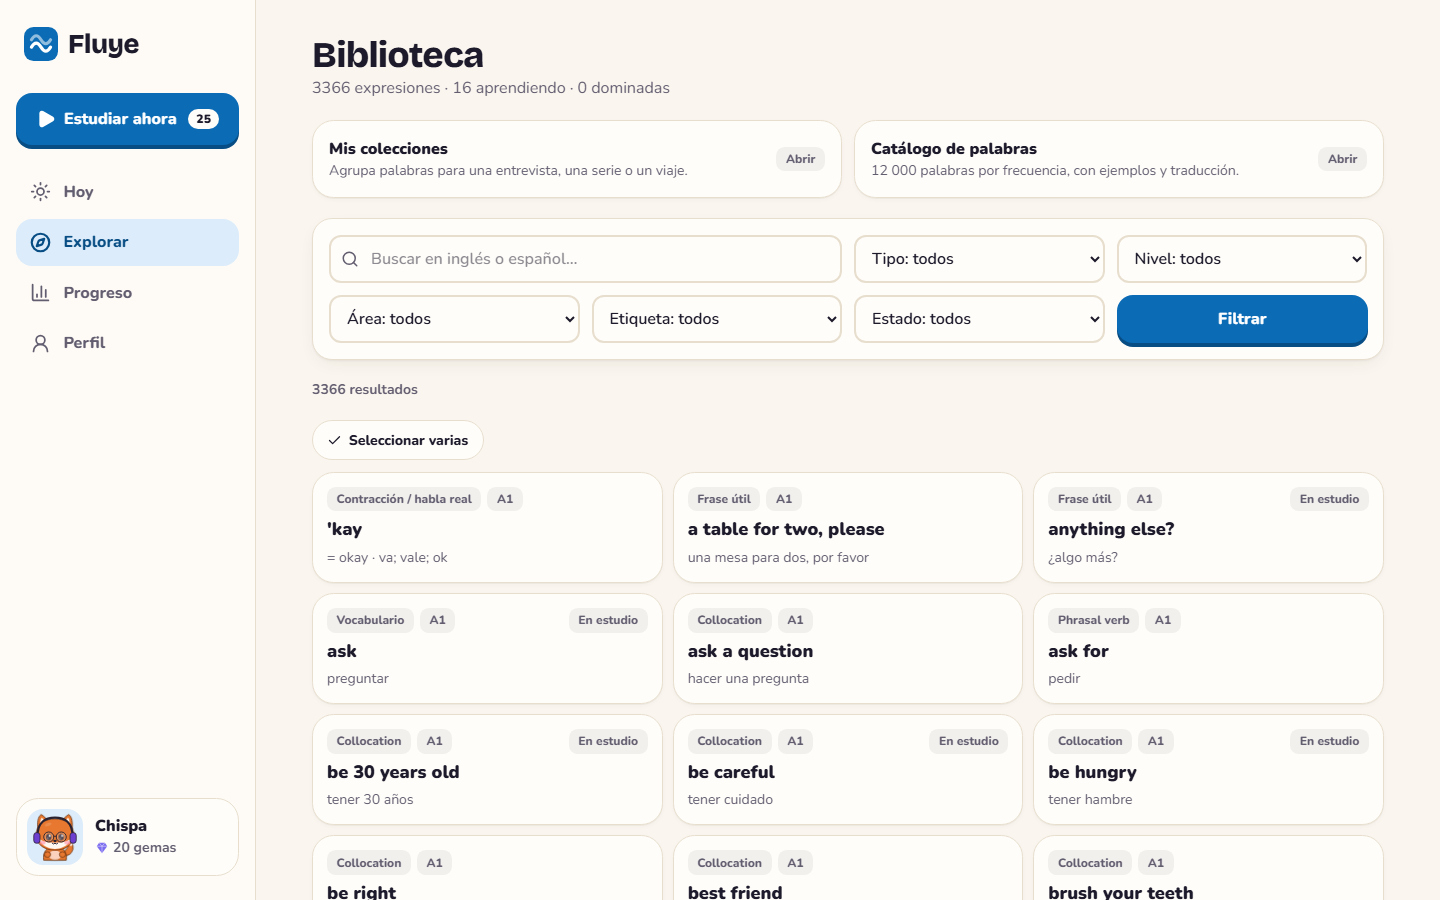 Fluye
Estudiar ahora 25
Hoy
Explorar
Progreso
Perfil
Chispa
20 gemas
Biblioteca
3366 expresiones · 16 aprendiendo · 0 dominadas
Mis colecciones
Agrupa palabras para una entrevista, una serie o un viaje.
Abrir
Catálogo de palabras
12 000 palabras por frecuencia, con ejemplos y traducción.
Abrir
Buscar en inglés o español...
Tipo: todos
Nivel: todos
Área: todos
Etiqueta: todos
Estado: todos
Filtrar
3366 resultados
Seleccionar varias
Contracción / habla real A1
'kay
= okay · va; vale; ok
Frase útil A1
a table for two, please
una mesa para dos, por favor
Frase útil A1 En estudio
anything else?
¿algo más?
Vocabulario A1 En estudio
ask
preguntar
Collocation A1
ask a question
hacer una pregunta
Phrasal verb A1
ask for
pedir
Collocation A1 En estudio
be 30 years old
tener 30 años
Collocation A1 En estudio
be careful
tener cuidado
Collocation A1 En estudio
be hungry
tener hambre
Collocation A1
be right
Collocation A1
best friend
Collocation A1
brush your teeth